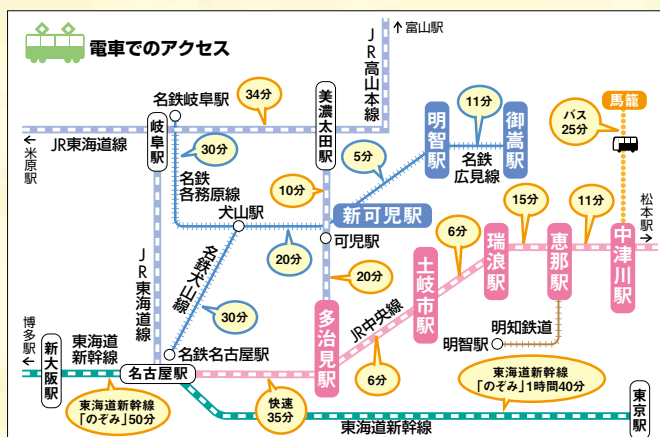 電車でのアクセス
↑富山駅
JR高山本線
34分
名鉄岐阜駅
岐阜駅
JR東海道線
←米原駅
30分
名鉄
各務原線
美濃太田駅
10分
5分
明智駅
11分
御嵩駅
名鉄
広見線
馬籠
バス
25分
犬山駅
20分
新可児駅
可児駅
20分
名鉄犬山線
30分
JR東海道線
名鉄名古屋駅
名古屋駅
博多駅←
新大阪駅
東海道
新幹線
東海道新幹線
「のぞみ」50分
快速
35分
多治見駅
JR中央線
6分
土岐市駅
6分
瑞浪駅
15分
恵那駅
11分
中津川駅
松本駅→
明知鉄道
明智駅
東海道新幹線
「のぞみ」1時間40分
東海道新幹線
東京駅